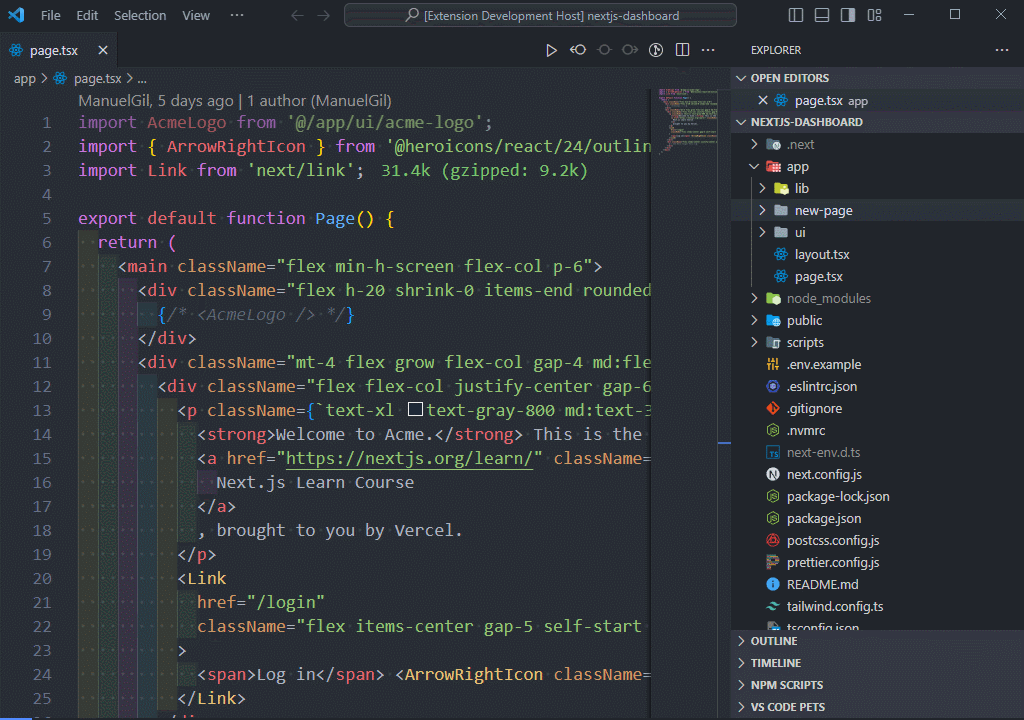 File Edit Selection View ··· [Extension Development Host] nextjs-dashboard
page.tsx
app > page.tsx > ...
ManuelGil, 5 days ago | 1 author (ManuelGil)
1 import AcmeLogo from '@/app/ui/acme-logo';
2 import { ArrowRightIcon } from '@heroicons/react/24/outlin
3 import Link from 'next/link'; 31.4k (gzipped: 9.2k)
4
5 export default function Page() {
6 return (
7 <main className="flex min-h-screen flex-col p-6">
8 <div className="flex h-20 shrink-0 items-end rounded
9 {/* <AcmeLogo /> */}
10 </div>
11 <div className="mt-4 flex grow flex-col gap-4 md:fle
12 <div className="flex flex-col justify-center gap-6
13 <p className={`text-xl text-gray-800 md:text-3
14 <strong>Welcome to Acme.</strong> This is the
15 <a href="https://nextjs.org/learn/" className=
16 Next.js Learn Course
17 </a>
18 , brought to you by Vercel.
19 </p>
20 <Link
21 href="/login"
22 className="flex items-center gap-5 self-start
23 >
24 <span>Log in</span> <ArrowRightIcon className=
25 </Link>
EXPLORER
OPEN EDITORS
page.tsx app
NEXTJS-DASHBOARD
.next
app
lib
new-page
ui
layout.tsx
page.tsx
node_modules
public
scripts
.env.example
.eslintrc.json
.gitignore
.nvmrc
next-env.d.ts
next.config.js
package-lock.json
package.json
postcss.config.js
prettier.config.js
README.md
tailwind.config.ts
tsconfig.json
OUTLINE
TIMELINE
NPM SCRIPTS
VS CODE PETS